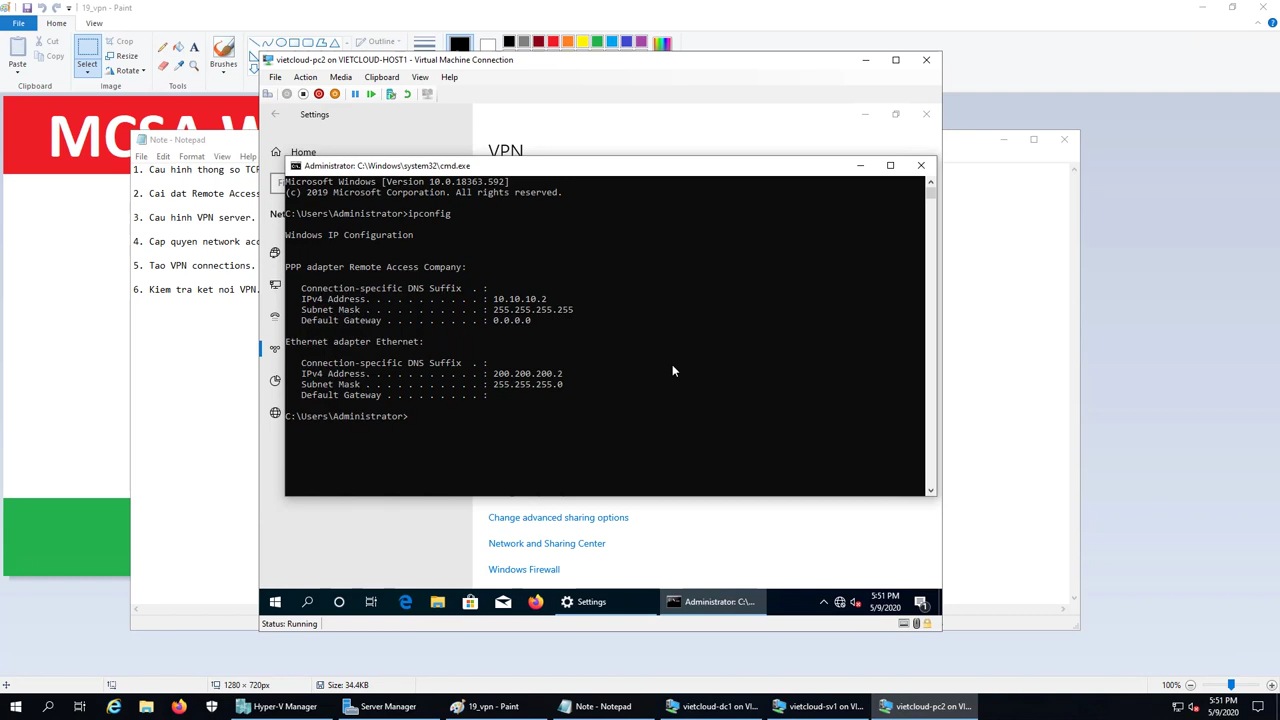 19_vpn - Paint
File
Home
View
Paste
Clipboard
Cut
Copy
Select
Crop
Resize
Rotate
Image
Tools
Brushes
Outline
MCSA W
Note - Notepad
File Edit Format View Help
1. Cau hinh thong so TCP
2. Cai dat Remote Access
3. Cau hinh VPN server.
4. Cap quyen network acc
5. Tao VPN connections.
6. Kiem tra ket noi VPN.
vietcloud-pc2 on VIETCLOUD-HOST1 - Virtual Machine Connection
File Action Media Clipboard View Help
Settings
Home
VPN
Administrator: C:\Windows\system32\cmd.exe
Microsoft Windows [Version 10.0.18363.592]
(c) 2019 Microsoft Corporation. All rights reserved.
C:\Users\Administrator>ipconfig
Windows IP Configuration
PPP adapter Remote Access Company:
Connection-specific DNS Suffix . :
IPv4 Address. . . . . . . . . . . : 10.10.10.2
Subnet Mask . . . . . . . . . . . : 255.255.255.255
Default Gateway . . . . . . . . . : 0.0.0.0
Ethernet adapter Ethernet:
Connection-specific DNS Suffix . :
IPv4 Address. . . . . . . . . . . : 200.200.200.2
Subnet Mask . . . . . . . . . . . : 255.255.255.0
Default Gateway . . . . . . . . . :
C:\Users\Administrator>
Change advanced sharing options
Network and Sharing Center
Windows Firewall
Settings
Administrator: C:\...
5:51 PM
5/9/2020
Status: Running
1280 × 720px
Size: 34.4KB
100%
Hyper-V Manager
Server Manager
19_vpn - Paint
Note - Notepad
vietcloud-dc1 on VI...
vietcloud-sv1 on VI...
vietcloud-pc2 on VI...
5:51 PM
5/9/2020